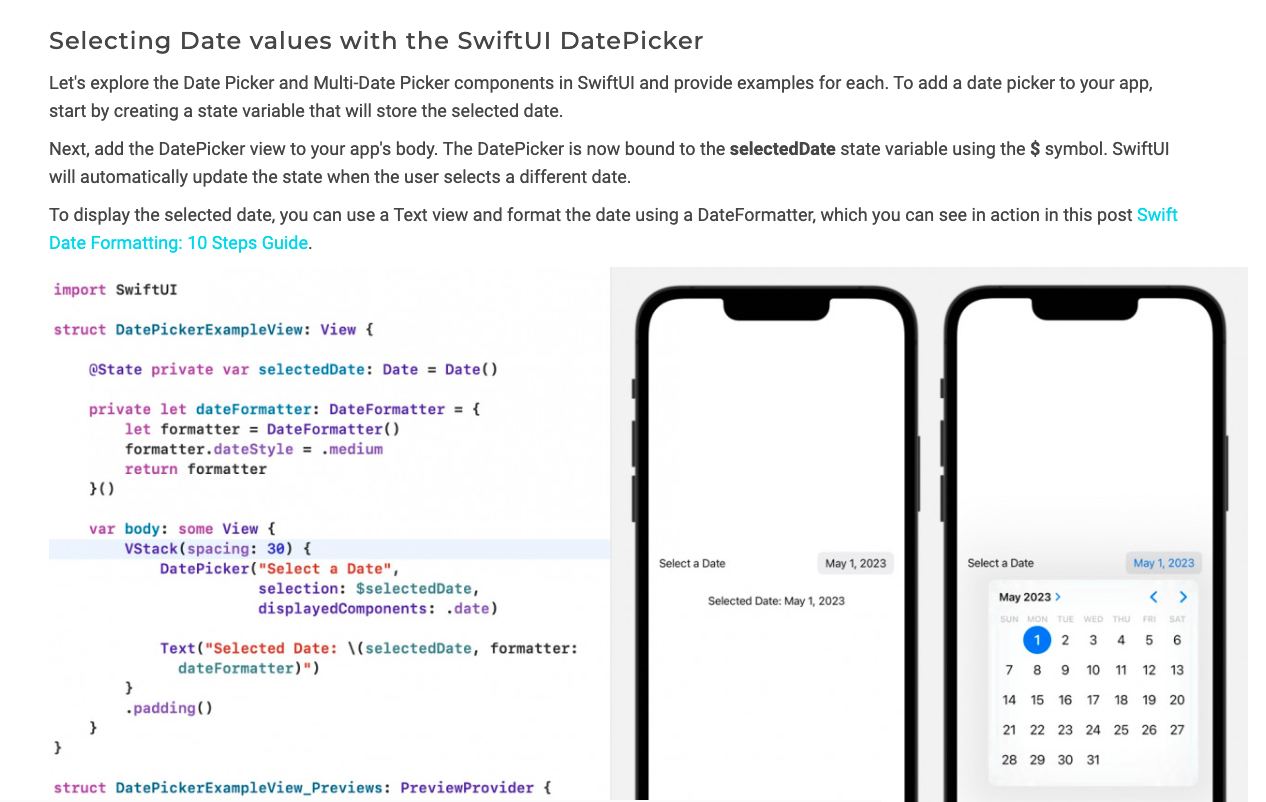 Selecting Date values with the SwiftUI DatePicker
Let's explore the Date Picker and Multi-Date Picker components in SwiftUI and provide examples for each. To add a date picker to your app,
start by creating a state variable that will store the selected date.
Next, add the DatePicker view to your app's body. The DatePicker is now bound to the selectedDate state variable using the $ symbol. SwiftUI
will automatically update the state when the user selects a different date.
To display the selected date, you can use a Text view and format the date using a DateFormatter, which you can see in action in this post Swift
Date Formatting: 10 Steps Guide.
import SwiftUI
struct DatePickerExampleView: View {
@State private var selectedDate: Date = Date()
private let dateFormatter: DateFormatter = {
let formatter = DateFormatter()
formatter.dateStyle = .medium
return formatter
}()
var body: some View {
VStack(spacing: 30) {
DatePicker("Select a Date",
selection: $selectedDate,
displayedComponents: .date)
Text("Selected Date: \(selectedDate, formatter:
dateFormatter)")
}
.padding()
}
}
struct DatePickerExampleView_Previews: PreviewProvider {
Select a Date May 1, 2023
Selected Date: May 1, 2023
Select a Date May 1, 2023
May 2023 >
SUN MON TUE WED THU FRI SAT
1 2 3 4 5 6
7 8 9 10 11 12 13
14 15 16 17 18 19 20
21 22 23 24 25 26 27
28 29 30 31